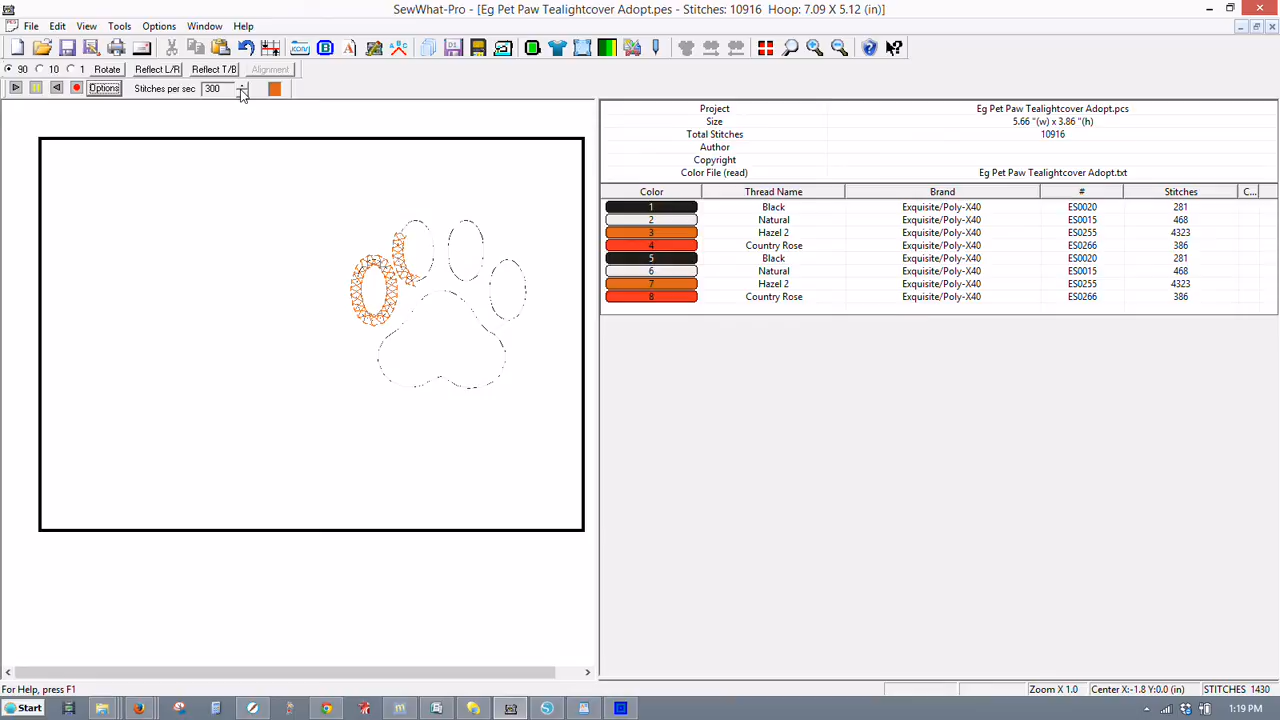 SewWhat-Pro - [Eg Pet Paw Tealightcover Adopt.pes - Stitches: 10916 Hoop: 7.09 X 5.12 (in)]
File Edit View Tools Options Window Help
90 10 1 Rotate Reflect L/R Reflect T/B Alignment
Options Stitches per sec 300
Project Eg Pet Paw Tealightcover Adopt.pcs
Size 5.66 "(w) x 3.86 "(h)
Total Stitches 10916
Author
Copyright
Color File (read) Eg Pet Paw Tealightcover Adopt.txt
Color Thread Name Brand # Stitches C...
1 Black Exquisite/Poly-X40 ES0020 281
2 Natural Exquisite/Poly-X40 ES0015 468
3 Hazel 2 Exquisite/Poly-X40 ES0255 4323
4 Country Rose Exquisite/Poly-X40 ES0266 386
5 Black Exquisite/Poly-X40 ES0020 281
6 Natural Exquisite/Poly-X40 ES0015 468
7 Hazel 2 Exquisite/Poly-X40 ES0255 4323
8 Country Rose Exquisite/Poly-X40 ES0266 386
For Help, press F1 Zoom X 1.0 Center X:-1.8 Y:0.0 (in) STITCHES 1430
Start 1:19 PM